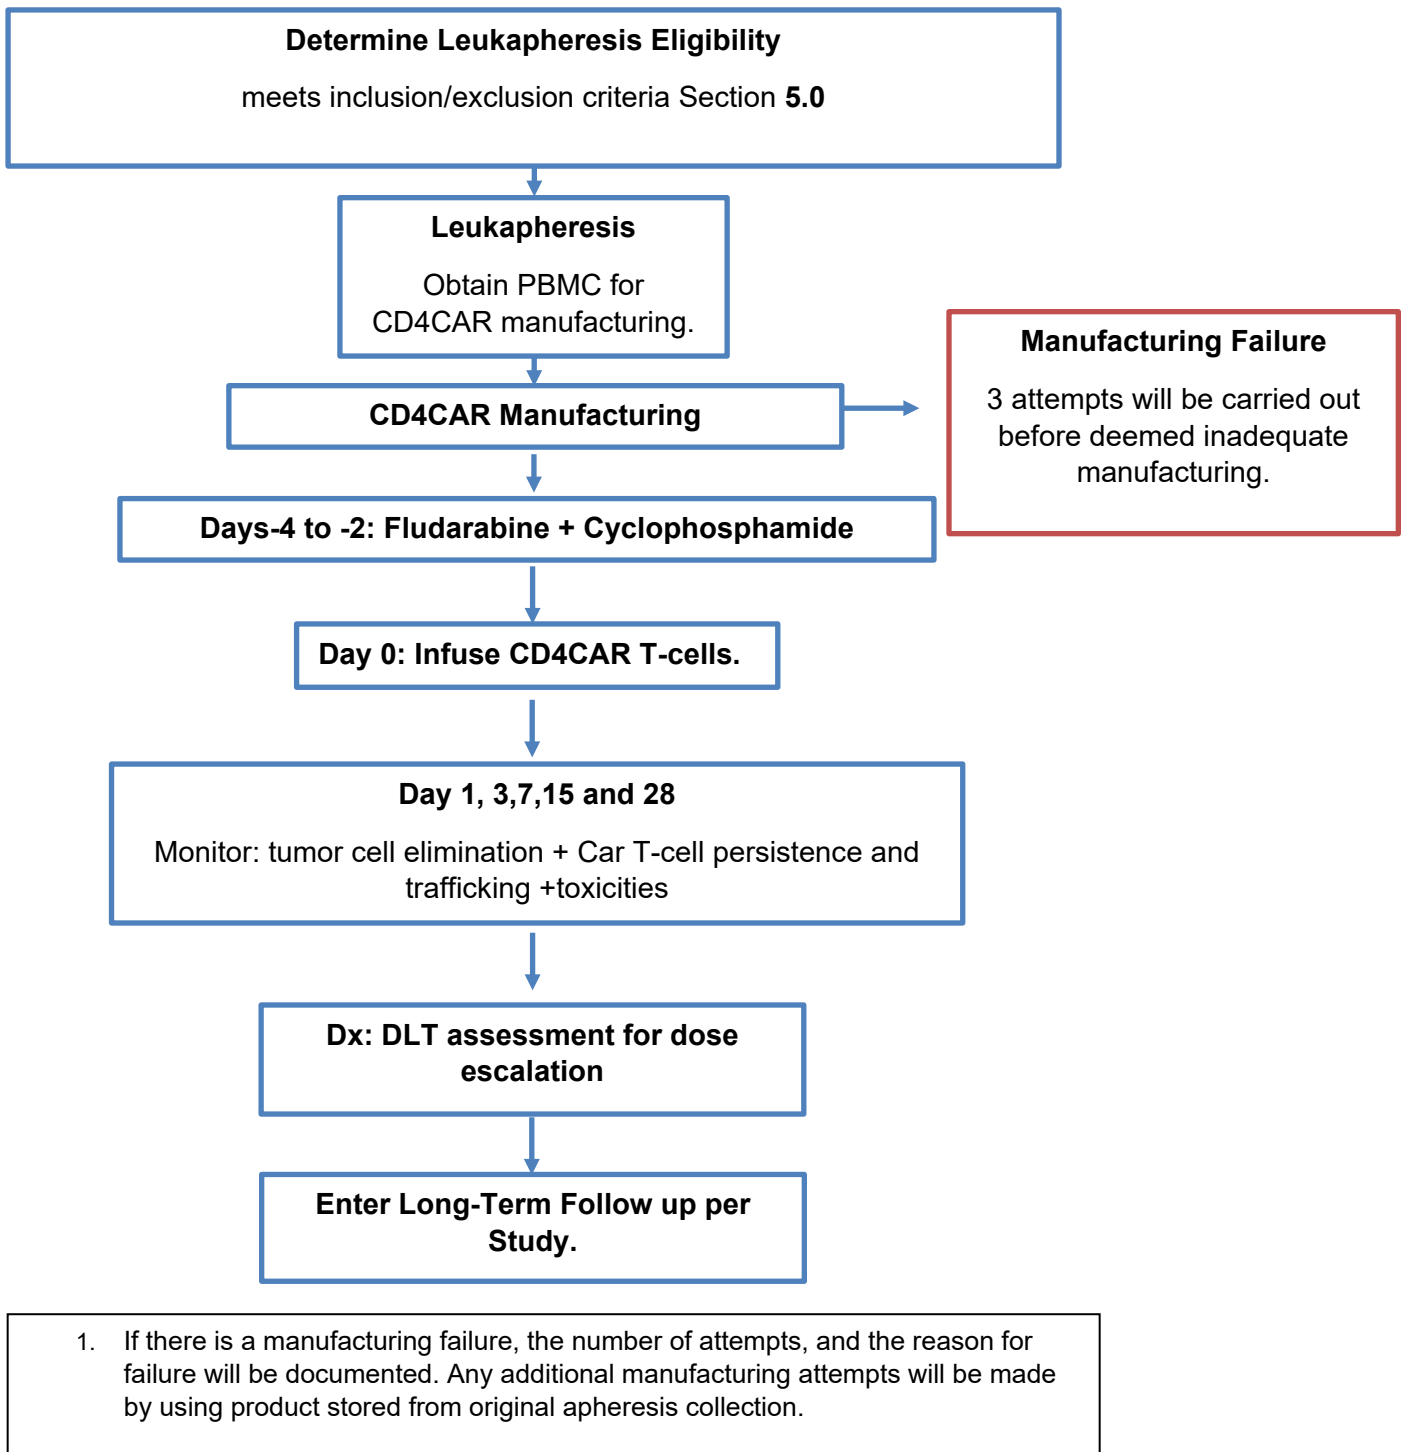 Determine Leukapheresis Eligibility
meets inclusion/exclusion criteria Section 5.0
Leukapheresis
Obtain PBMC for
CD4CAR manufacturing.
Manufacturing Failure
3 attempts will be carried out
before deemed inadequate
manufacturing.
CD4CAR Manufacturing
Days-4 to -2: Fludarabine + Cyclophosphamide
Day 0: Infuse CD4CAR T-cells.
Day 1, 3,7,15 and 28
Monitor: tumor cell elimination + Car T-cell persistence and
trafficking +toxicities
Dx: DLT assessment for dose
escalation
Enter Long-Term Follow up per
Study.
1. If there is a manufacturing failure, the number of attempts, and the reason for
failure will be documented. Any additional manufacturing attempts will be made
by using product stored from original apheresis collection.